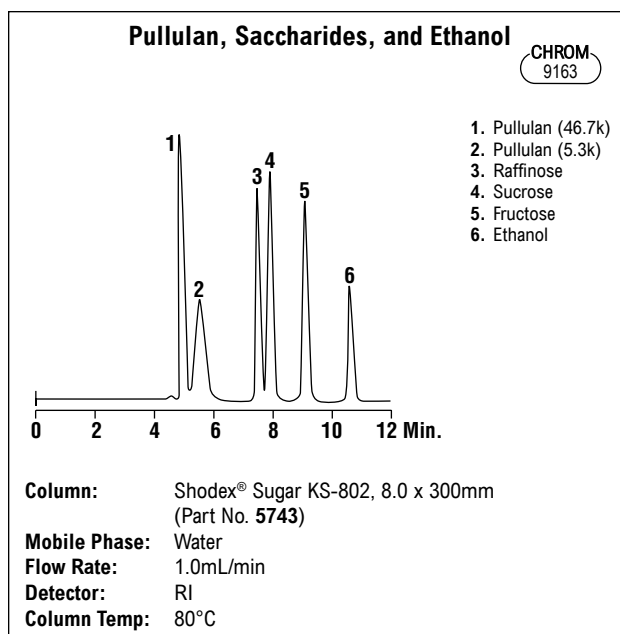 Pullulan, Saccharides, and Ethanol
CHROM
9163
1. Pullulan (46.7k)
2. Pullulan (5.3k)
3. Raffinose
4. Sucrose
5. Fructose
6. Ethanol
1
2
3
4
5
6
0 2 4 6 8 10 12 Min.
Column: Shodex® Sugar KS-802, 8.0 x 300mm
(Part No. 5743)
Mobile Phase: Water
Flow Rate: 1.0mL/min
Detector: RI
Column Temp: 80°C